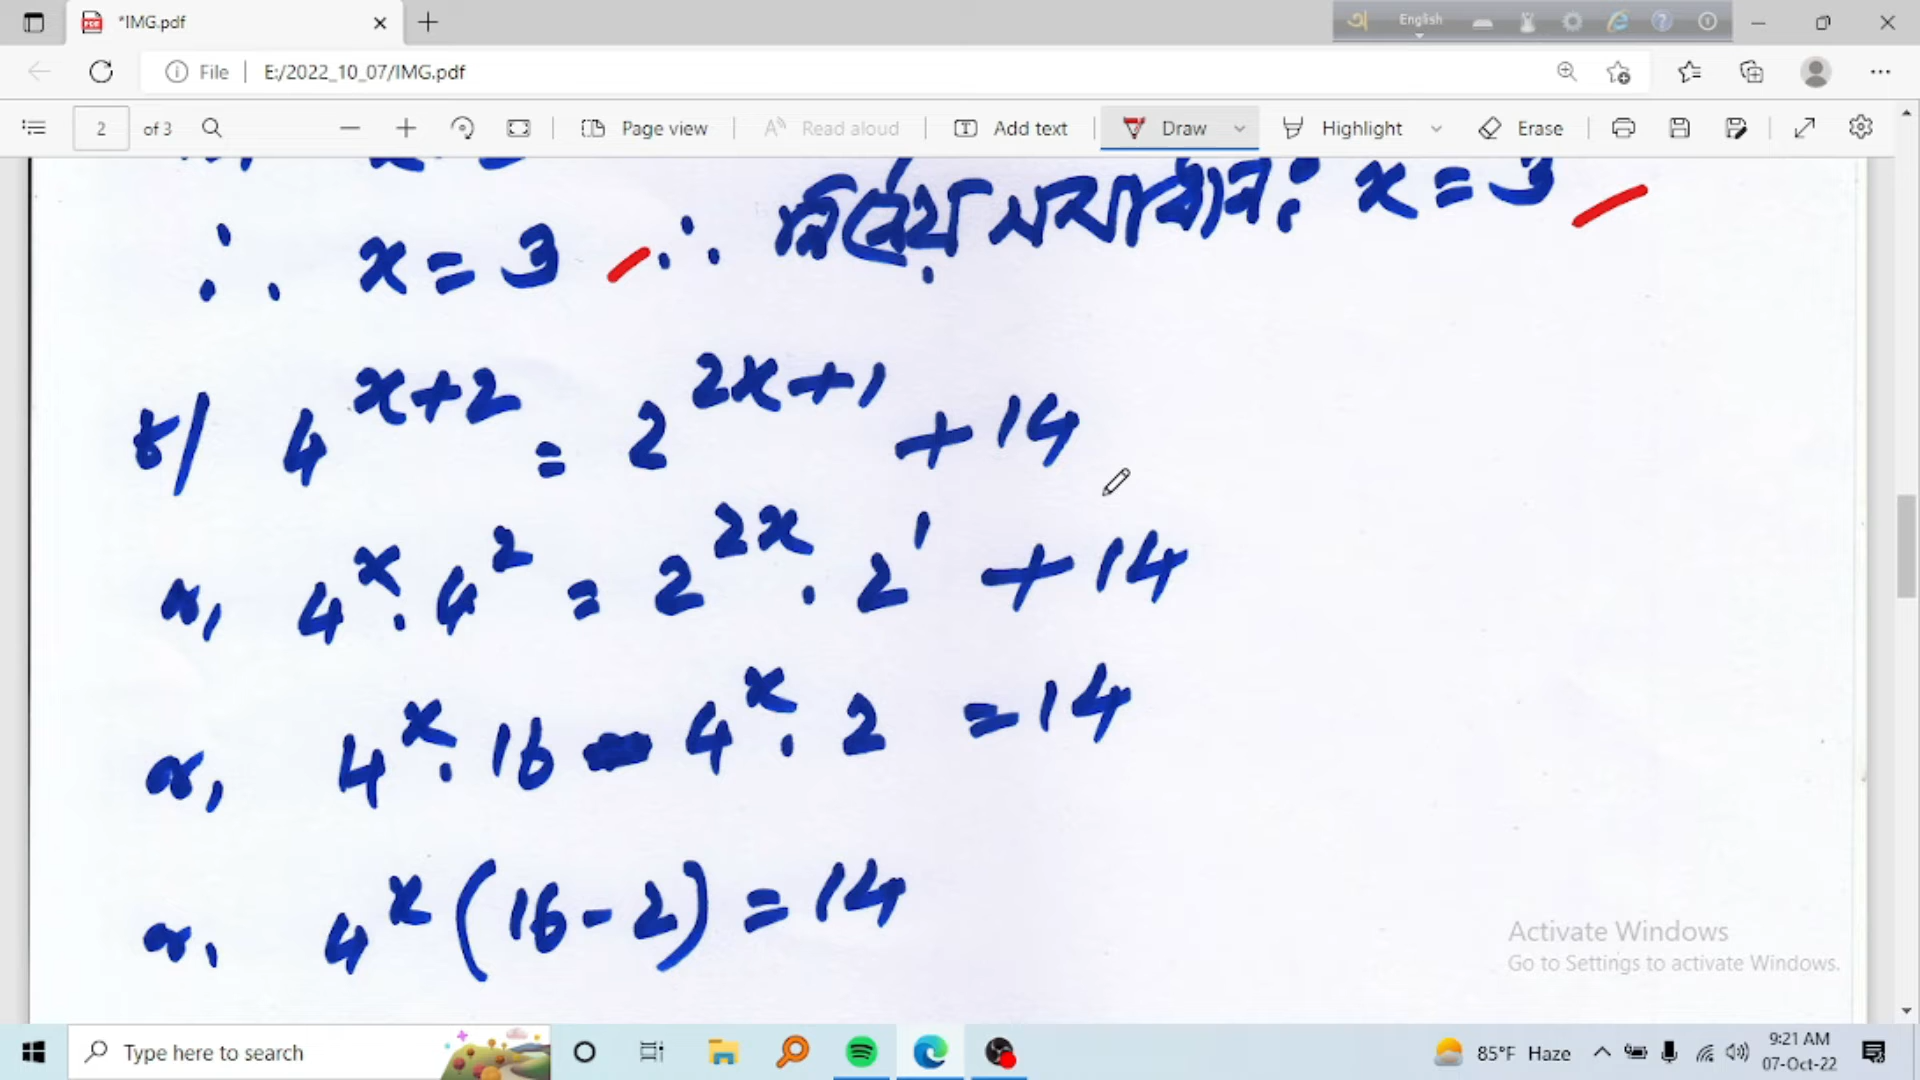 *IMG.pdf
English
File E:/2022_10_07/IMG.pdf
2 of 3 Page view Read aloud Add text Draw Highlight Erase
∴ x = 3 ∴ নির্ণেয় সমাধান: x = 3
৮/ 4^{x+2} = 2^{2x+1} + 14
বা, 4^x . 4^2 = 2^{2x} . 2^1 + 14
বা, 4^x . 16 - 4^x . 2 = 14
বা, 4^x (16 - 2) = 14
Activate Windows
Go to Settings to activate Windows.
Type here to search 85°F Haze 9:21 AM
07-Oct-22